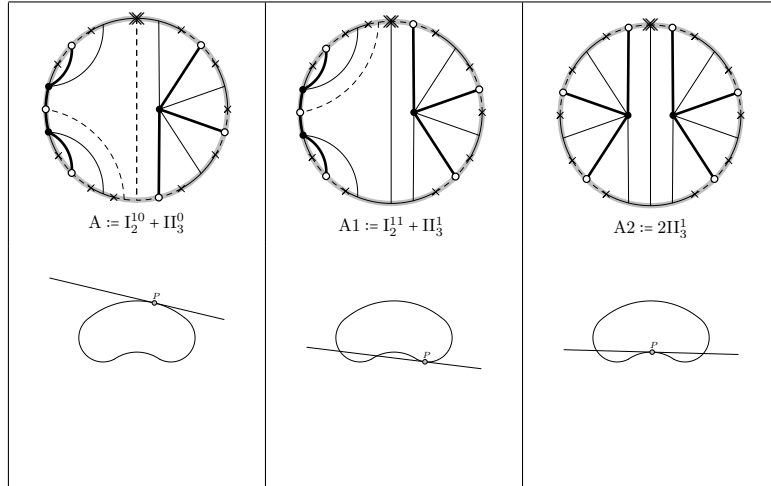 A ≔ I₂¹⁰ + II₃⁰
A1 ≔ I₂¹¹ + II₃¹
A2 ≔ 2II₃¹
P
P
P